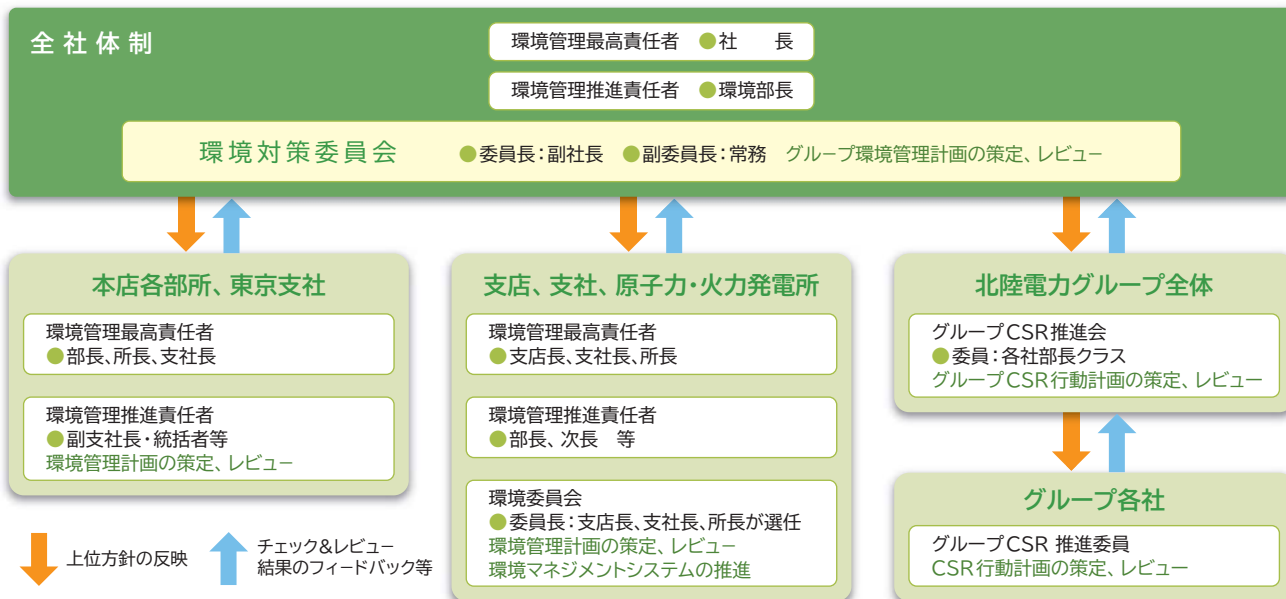 全社体制
環境管理最高責任者 ●社　長
環境管理推進責任者 ●環境部長
環境対策委員会 ●委員長：副社長 ●副委員長：常務 グループ環境管理計画の策定、レビュー
本店各部所、東京支社
環境管理最高責任者
●部長、所長、支社長
環境管理推進責任者
●副支社長・統括者等
環境管理計画の策定、レビュー
支店、支社、原子力・火力発電所
環境管理最高責任者
●支店長、支社長、所長
環境管理推進責任者
●部長、次長　等
環境委員会
●委員長：支店長、支社長、所長が選任
環境管理計画の策定、レビュー
環境マネジメントシステムの推進
北陸電力グループ全体
グループCSR推進会
●委員：各社部長クラス
グループCSR行動計画の策定、レビュー
グループ各社
グループCSR 推進委員
CSR行動計画の策定、レビュー
上位方針の反映
チェック&レビュー
結果のフィードバック等